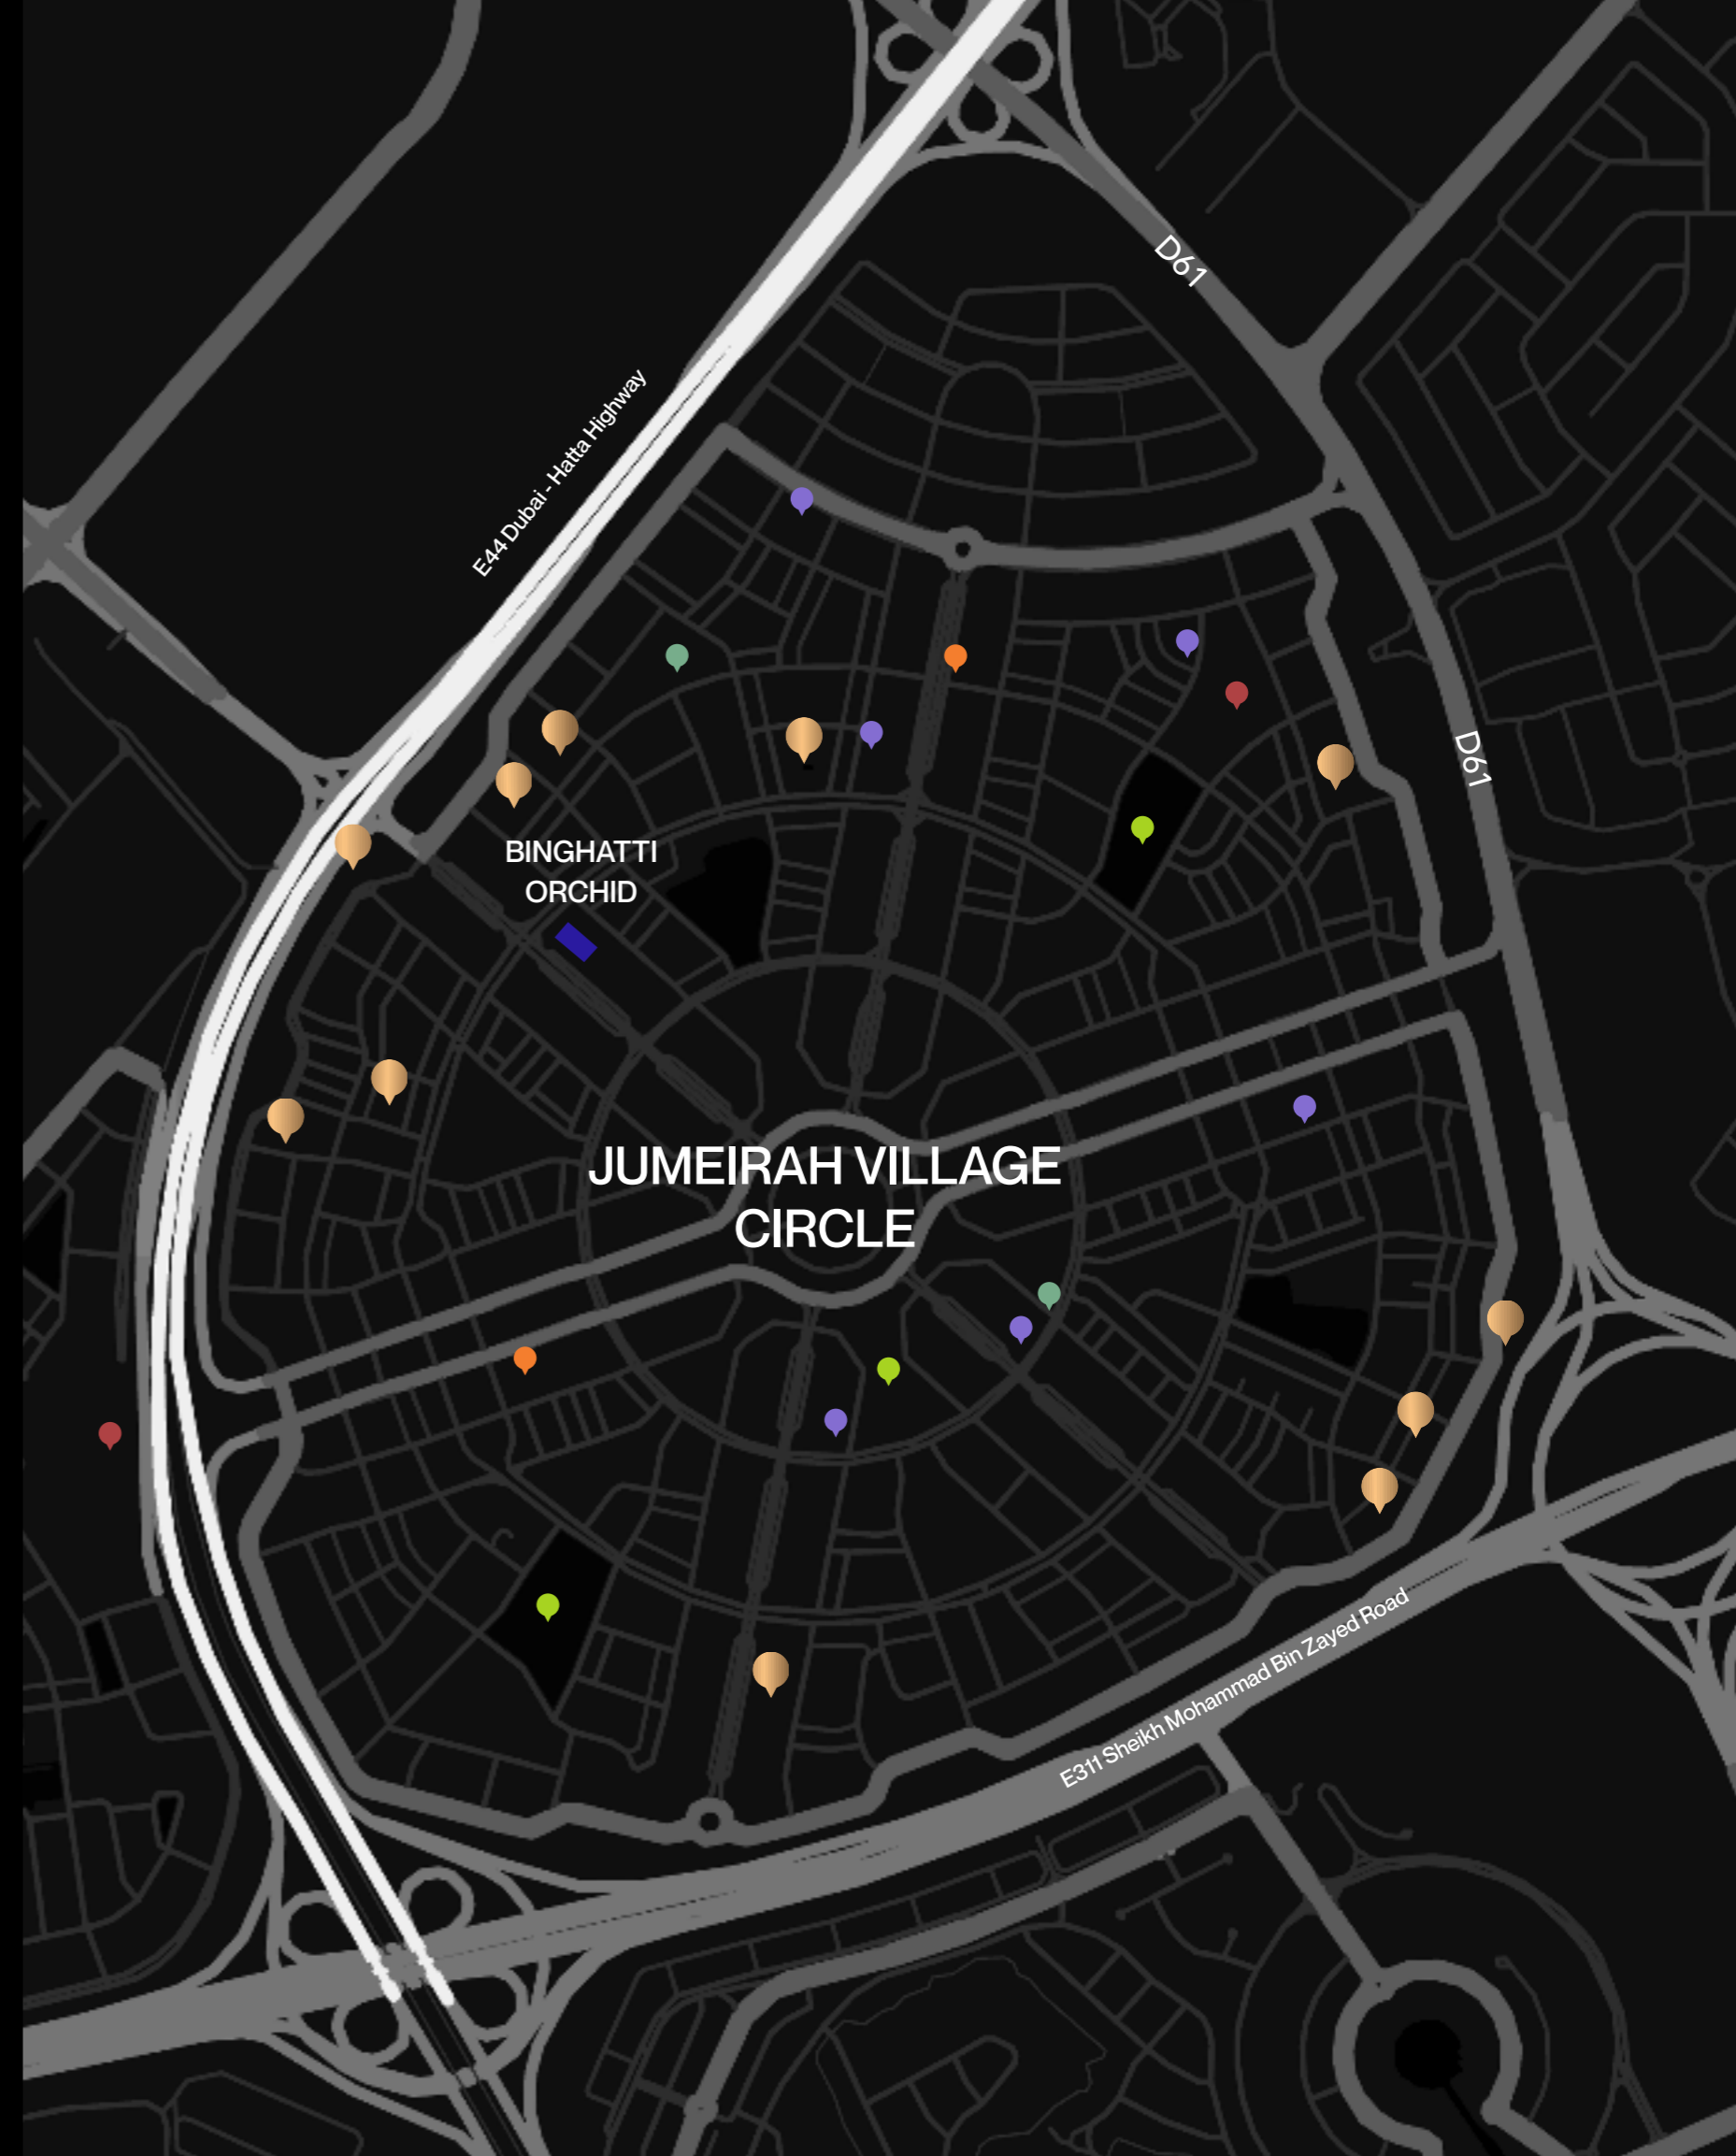 D61
E44 Dubai - Hatta Highway
D61
BINGHATTI
ORCHID
JUMEIRAH VILLAGE
CIRCLE
E311 Sheikh Mohammad Bin Zayed Road